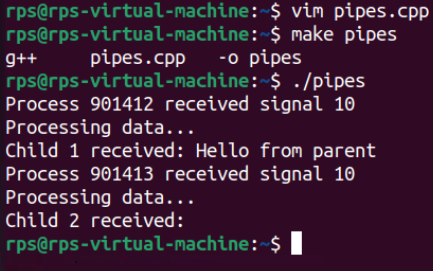 rps@rps-virtual-machine:~$ vim pipes.cpp
rps@rps-virtual-machine:~$ make pipes
g++     pipes.cpp   -o pipes
rps@rps-virtual-machine:~$ ./pipes
Process 901412 received signal 10
Processing data...
Child 1 received: Hello from parent
Process 901413 received signal 10
Processing data...
Child 2 received:
rps@rps-virtual-machine:~$